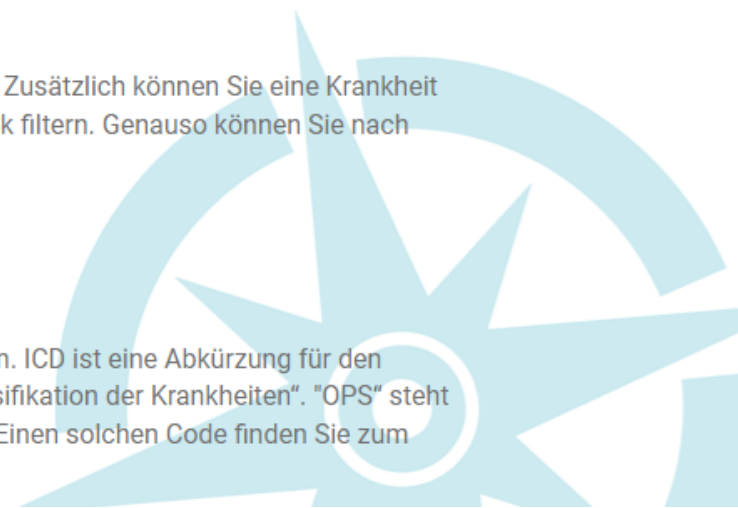 Zusätzlich können Sie eine Krankheit
k filtern. Genauso können Sie nach
n. ICD ist eine Abkürzung für den
sifikation der Krankheiten“. "OPS“ steht
Einen solchen Code finden Sie zum